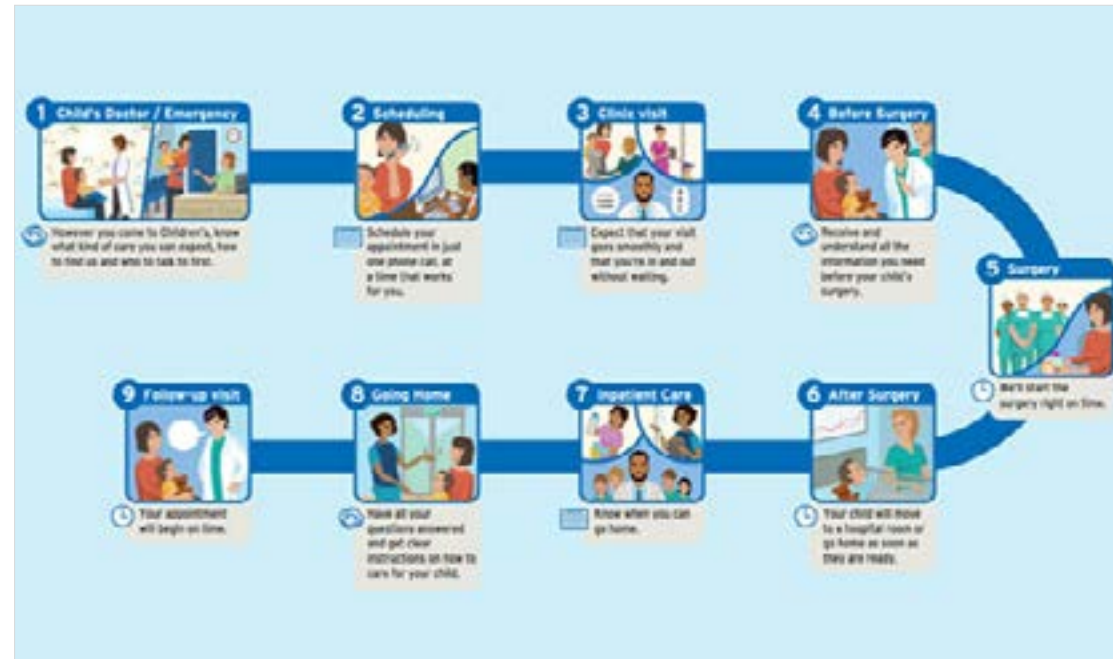 1 Child's Doctor / Emergency
However you come to Children's, know
what kind of care you can expect, how
to find us and who to talk to first.
2 Scheduling
Schedule your
appointment in just
one phone call, at
a time that works
for you.
3 Clinic visit
Expect that your visit
goes smoothly and
that you're in and out
without waiting.
4 Before Surgery
Receive and
understand all the
information you need
before your child's
surgery.
5 Surgery
We'll start the
surgery right on time.
6 After Surgery
Your child will move
to a hospital room or
go home as soon as
they are ready.
7 Inpatient Care
Know when you can
go home.
8 Going Home
Have all your
questions answered
and get clear
instructions on how to
care for your child.
9 Follow-up visit
Your appointment
will begin on time.